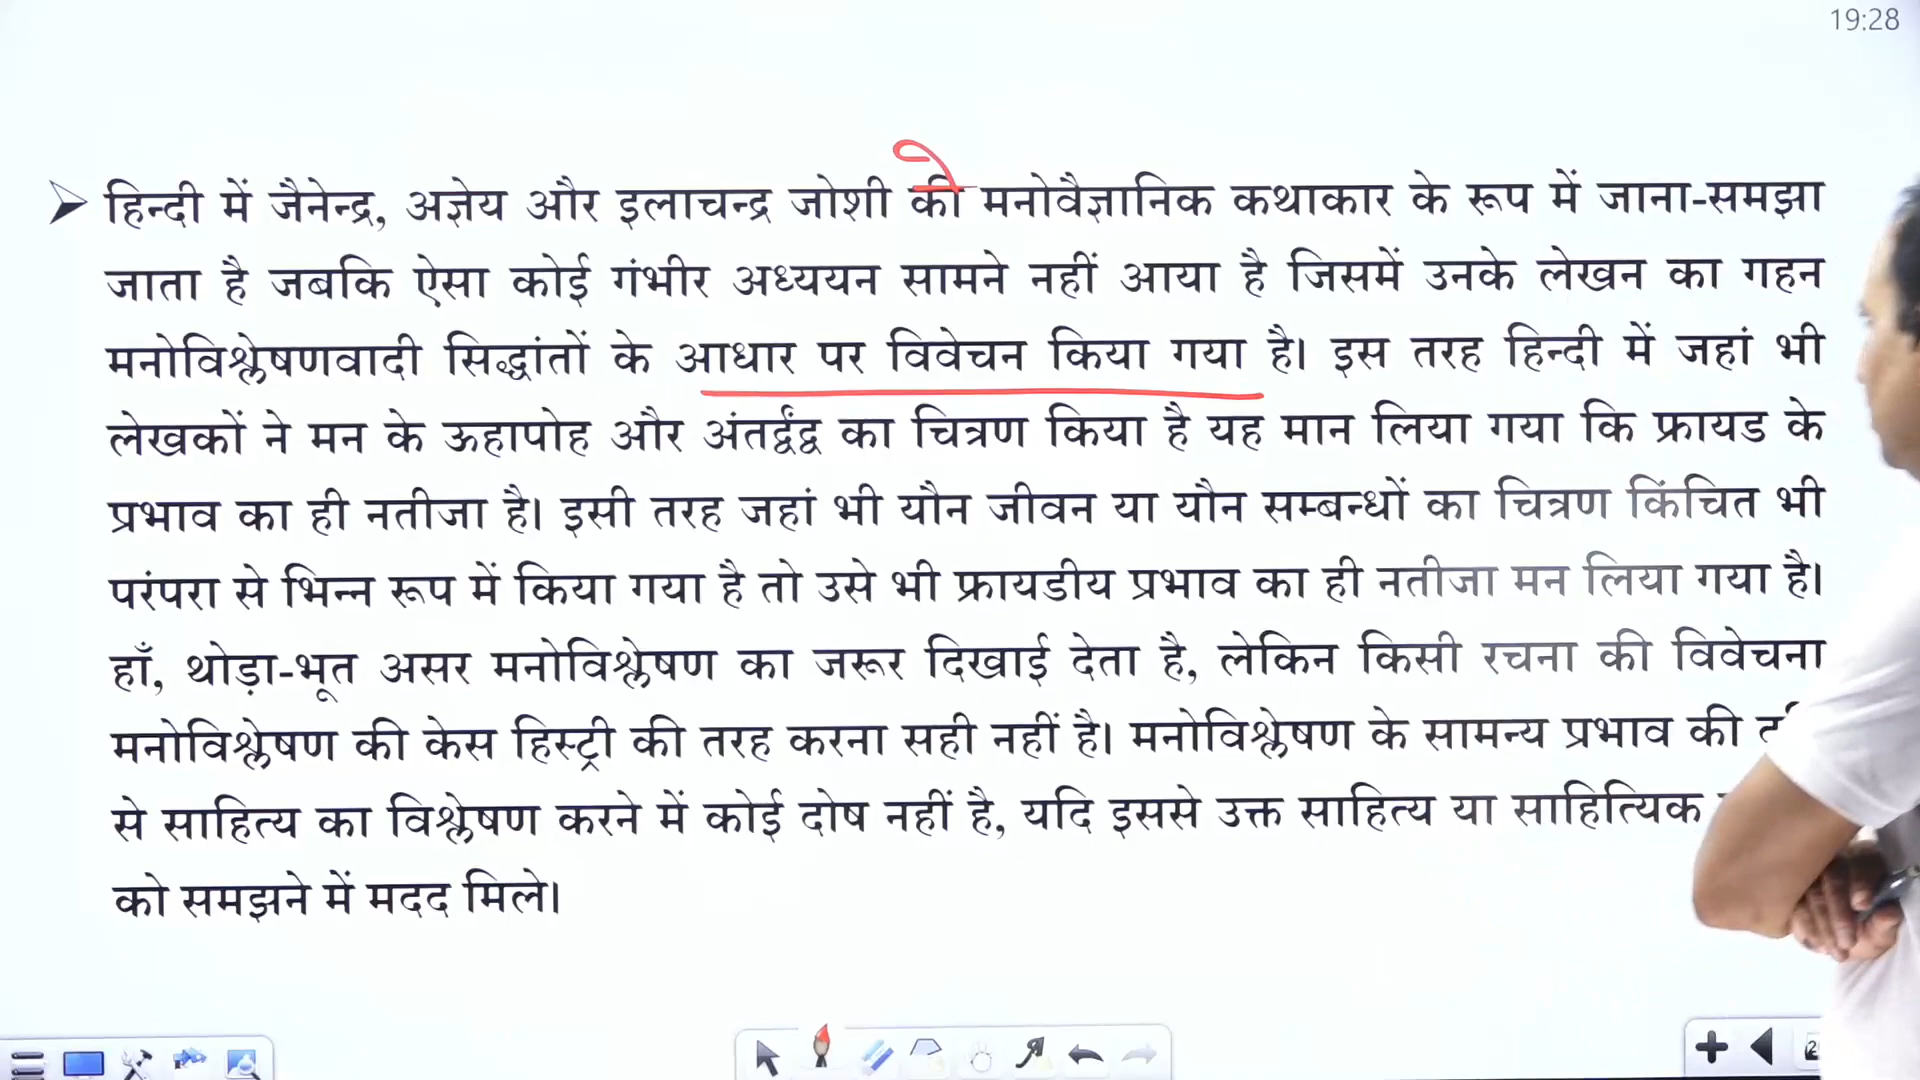 19:28
हिन्दी में जैनेन्द्र, अज्ञेय और इलाचन्द्र जोशी को मनोवैज्ञानिक कथाकार के रूप में जाना-समझा
जाता है जबकि ऐसा कोई गंभीर अध्ययन सामने नहीं आया है जिसमें उनके लेखन का गहन
मनोविश्लेषणवादी सिद्धांतों के आधार पर विवेचन किया गया है। इस तरह हिन्दी में जहां भी
लेखकों ने मन के ऊहापोह और अंतर्द्वंद्व का चित्रण किया है यह मान लिया गया कि फ्रायड के
प्रभाव का ही नतीजा है। इसी तरह जहां भी यौन जीवन या यौन सम्बन्धों का चित्रण किंचित भी
परंपरा से भिन्न रूप में किया गया है तो उसे भी फ्रायडीय प्रभाव का ही नतीजा मन लिया गया है।
हाँ, थोड़ा-भूत असर मनोविश्लेषण का जरूर दिखाई देता है, लेकिन किसी रचना की विवेचना
मनोविश्लेषण की केस हिस्ट्री की तरह करना सही नहीं है। मनोविश्लेषण के सामन्य प्रभाव की
से साहित्य का विश्लेषण करने में कोई दोष नहीं है, यदि इससे उक्त साहित्य या साहित्यिक
को समझने में मदद मिले।